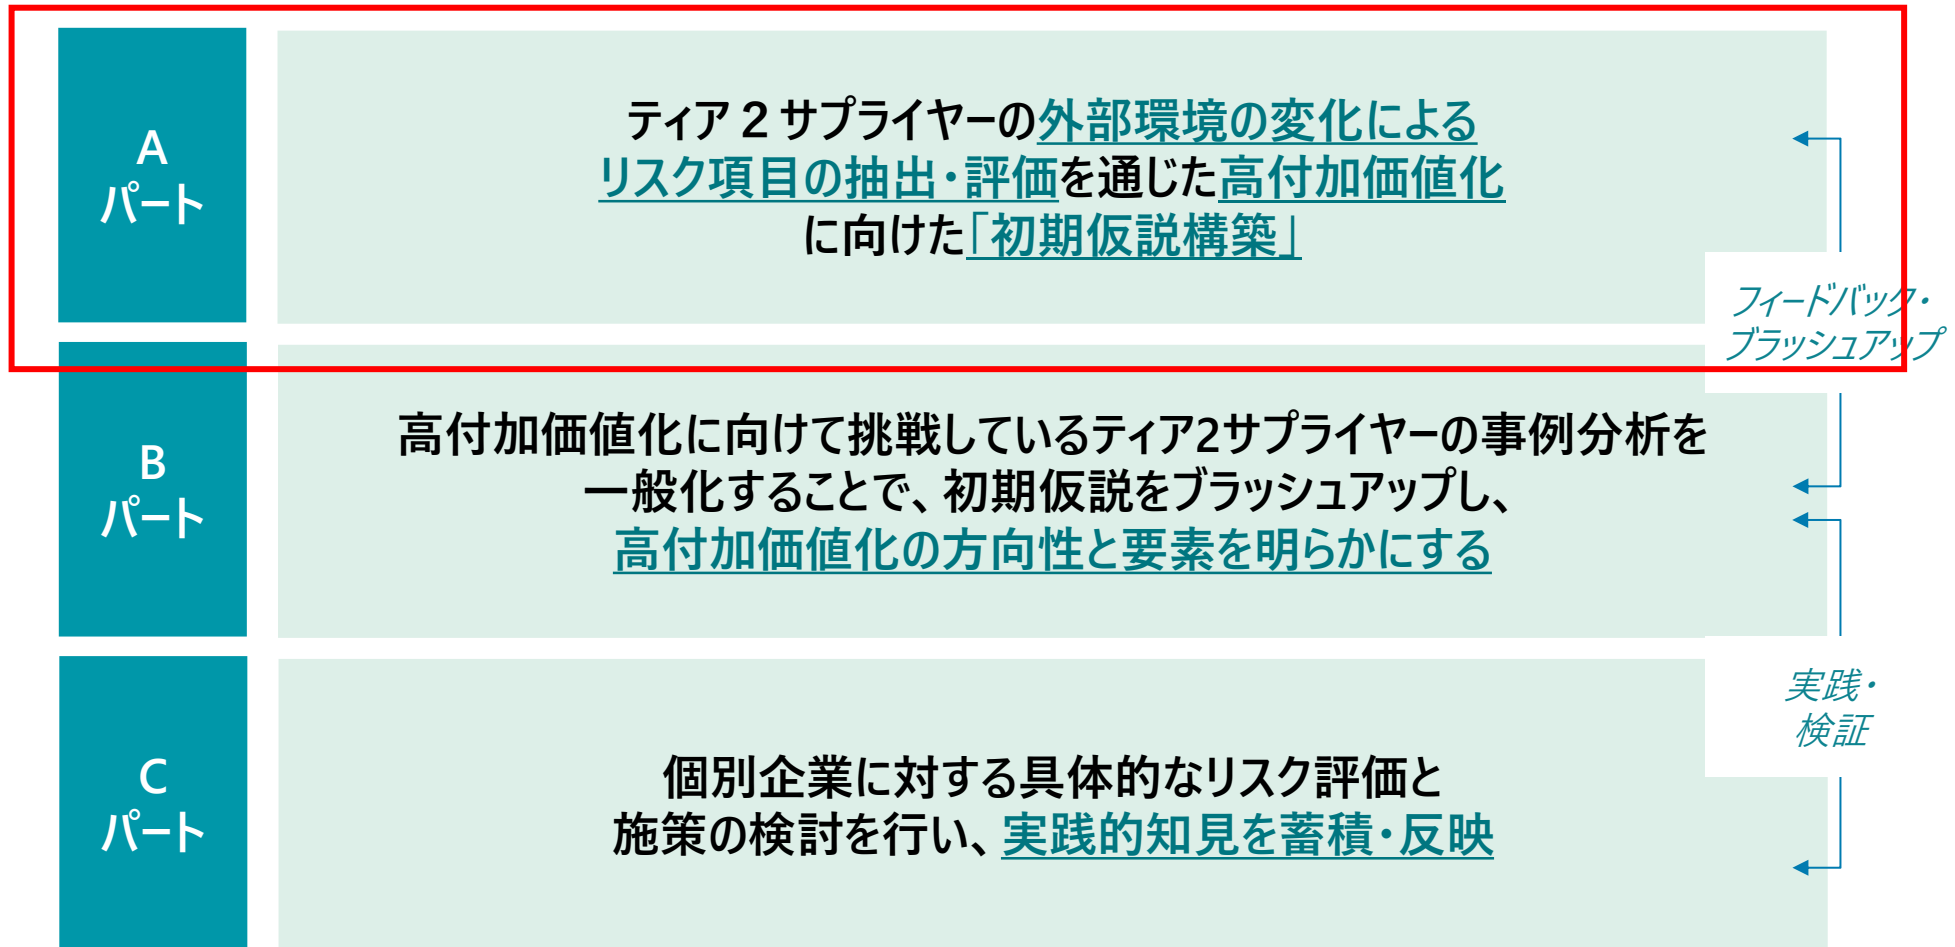 A
パート
ティア２サプライヤーの外部環境の変化による
リスク項目の抽出・評価を通じた高付加価値化
に向けた「初期仮説構築」
フィードバック・
ブラッシュアップ
B
パート
高付加価値化に向けて挑戦しているティア2サプライヤーの事例分析を
一般化することで、初期仮説をブラッシュアップし、
高付加価値化の方向性と要素を明らかにする
実践・
検証
C
パート
個別企業に対する具体的なリスク評価と
施策の検討を行い、実践的知見を蓄積・反映